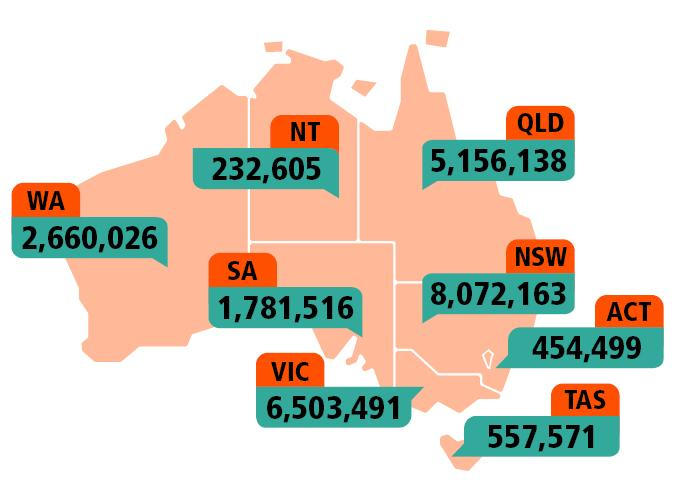 NT
232,605
QLD
5,156,138
WA
2,660,026
SA
1,781,516
NSW
8,072,163
ACT
454,499
VIC
6,503,491
TAS
557,571